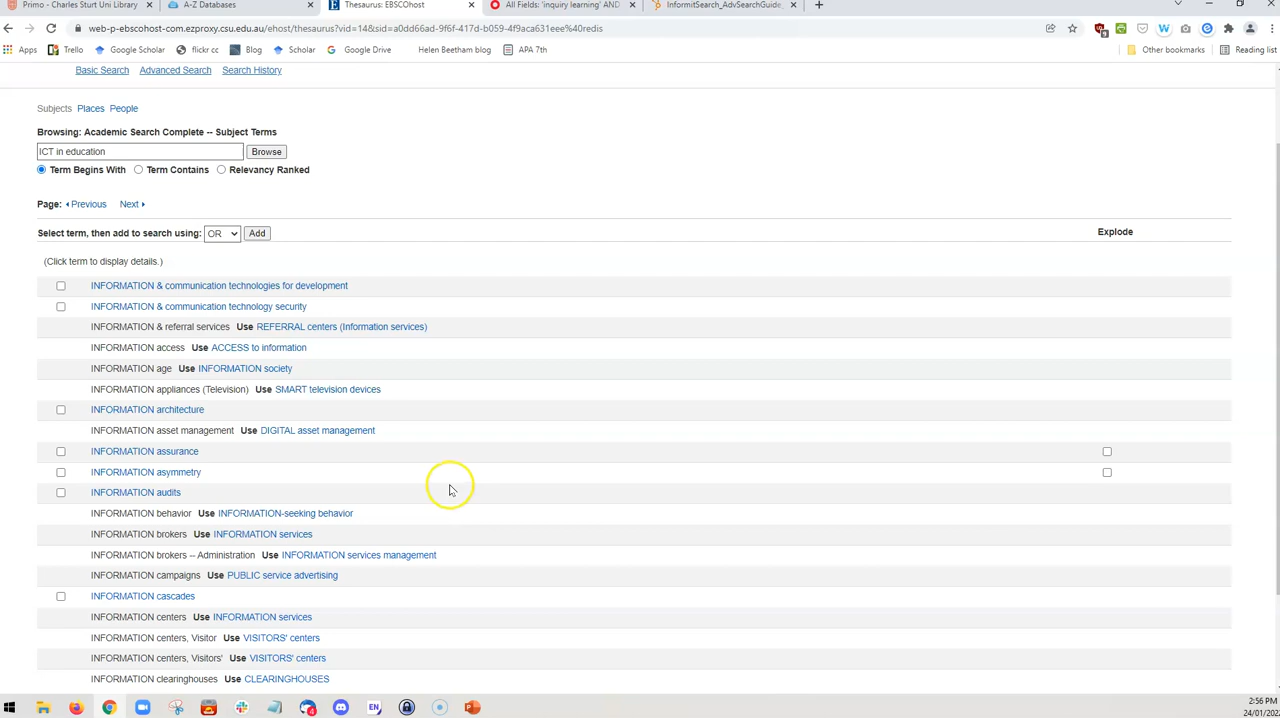 Primo - Charles Sturt Uni Library
A-Z Databases
Thesaurus: EBSCOhost
All Fields: 'inquiry learning' AND
InformitSearch_AdvSearchGuide_
web-p-ebscohost-com.ezproxy.csu.edu.au/ehost/thesaurus?vid=14&sid=a0dd66ad-9f6f-417d-b059-4f9aca631eee%40redis
Apps Trello Google Scholar flickr cc Blog Scholar Google Drive Helen Beetham blog APA 7th Other bookmarks Reading list
Basic Search Advanced Search Search History
Subjects Places People
Browsing: Academic Search Complete -- Subject Terms
ICT in education Browse
Term Begins With Term Contains Relevancy Ranked
Page: Previous Next
Select term, then add to search using: OR Add Explode
(Click term to display details.)
INFORMATION & communication technologies for development
INFORMATION & communication technology security
INFORMATION & referral services Use REFERRAL centers (Information services)
INFORMATION access Use ACCESS to information
INFORMATION age Use INFORMATION society
INFORMATION appliances (Television) Use SMART television devices
INFORMATION architecture
INFORMATION asset management Use DIGITAL asset management
INFORMATION assurance
INFORMATION asymmetry
INFORMATION audits
INFORMATION behavior Use INFORMATION-seeking behavior
INFORMATION brokers Use INFORMATION services
INFORMATION brokers -- Administration Use INFORMATION services management
INFORMATION campaigns Use PUBLIC service advertising
INFORMATION cascades
INFORMATION centers Use INFORMATION services
INFORMATION centers, Visitor Use VISITORS' centers
INFORMATION centers, Visitors' Use VISITORS' centers
INFORMATION clearinghouses Use CLEARINGHOUSES
EN
2:56 PM